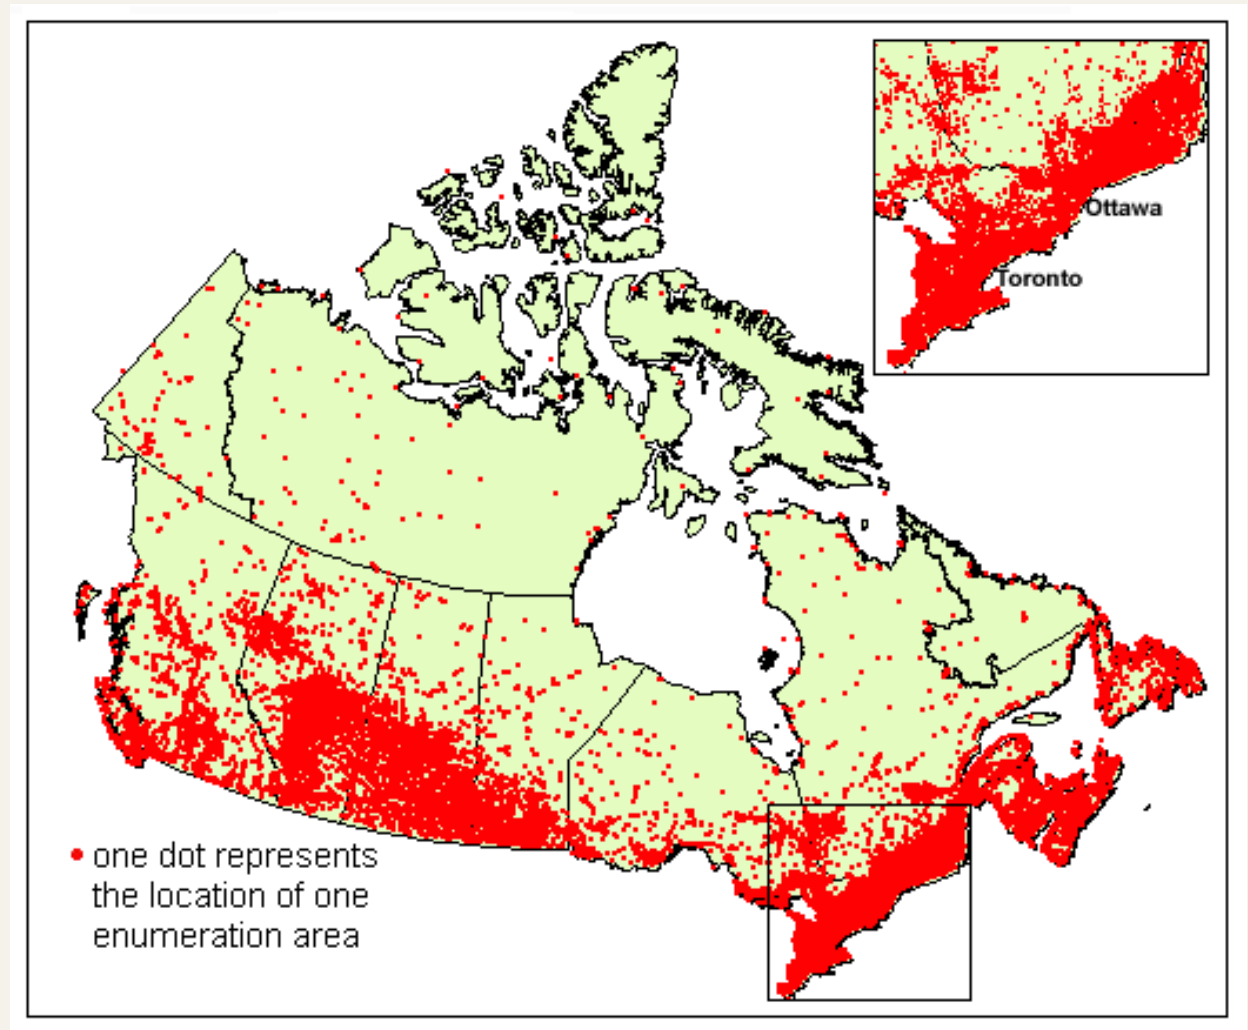 Ottawa
Toronto
one dot represents
the location of one
enumeration area